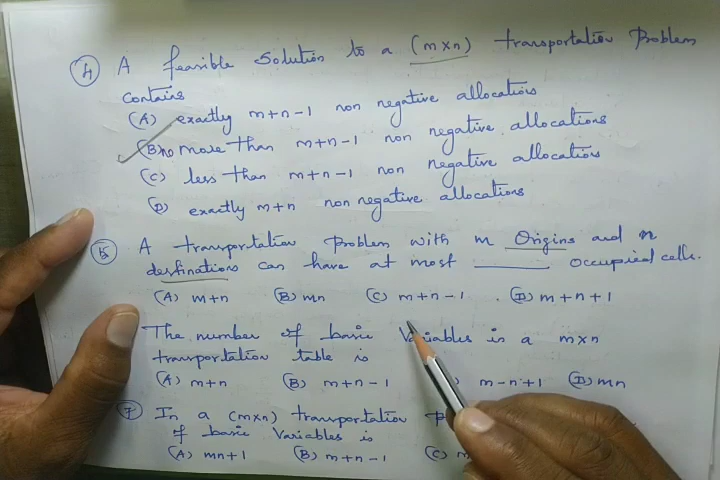 (4) A feasible solution to a (m×n) transportation Problem
contains
(A) exactly m+n−1 non negative allocations
(B) no more than m+n−1 non negative allocations
(C) less than m+n−1 non negative allocations
(D) exactly m+n non negative allocations
(5) A transportation Problem with m Origins and n
destinations can have at most ______ occupied cells.
(A) m+n (B) mn (C) m+n−1 . (D) m+n+1
The number of basic Variables in a m×n
transportation table is
(A) m+n (B) m+n−1 ) m−n+1 (D) mn
(7) In a (m×n) transportation
of basic Variables is
(A) mn+1 (B) m+n−1 (C) m